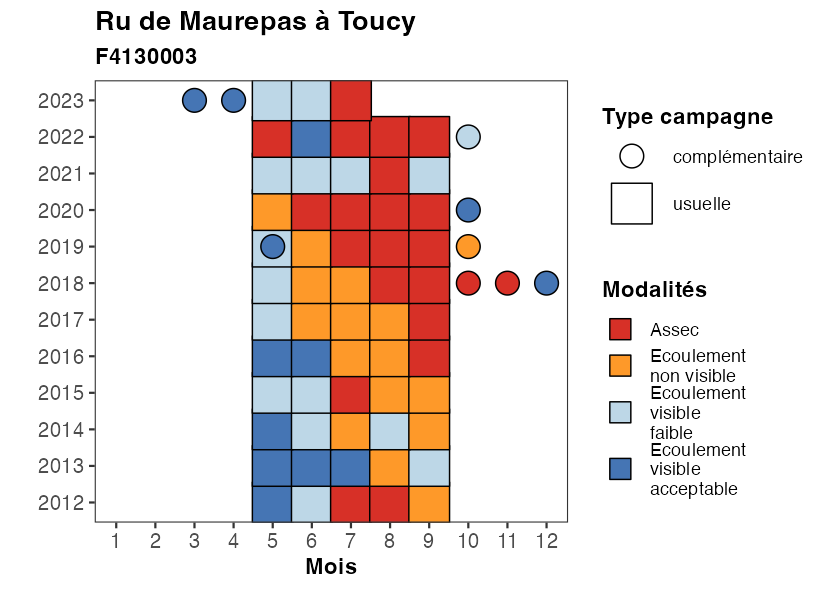 Ru de Maurepas à Toucy
F4130003
2023
2022
2021
2020
2019
2018
2017
2016
2015
2014
2013
2012
1 2 3 4 5 6 7 8 9 10 11 12
Mois
Type campagne
complémentaire
usuelle
Modalités
Assec
Ecoulement
non visible
Ecoulement
visible
faible
Ecoulement
visible
acceptable